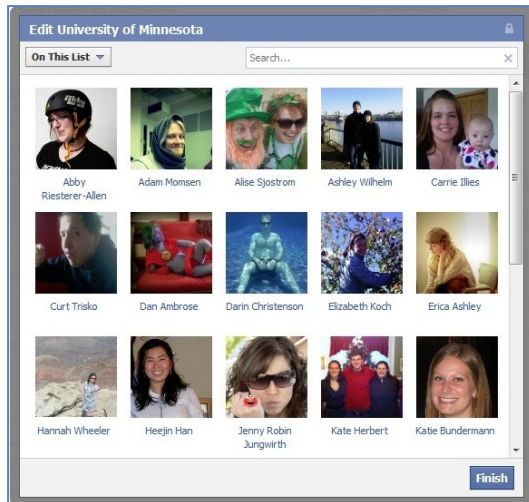 Edit University of Minnesota
On This List
Search...
Abby
Riesterer-Allen
Adam Momsen
Alise Sjostrom
Ashley Wilhelm
Carrie Illies
Curt Trisko
Dan Ambrose
Darin Christenson
Elizabeth Koch
Erica Ashley
Hannah Wheeler
Heejin Han
Jenny Robin
Jungwirth
Kate Herbert
Katie Bundermann
Finish